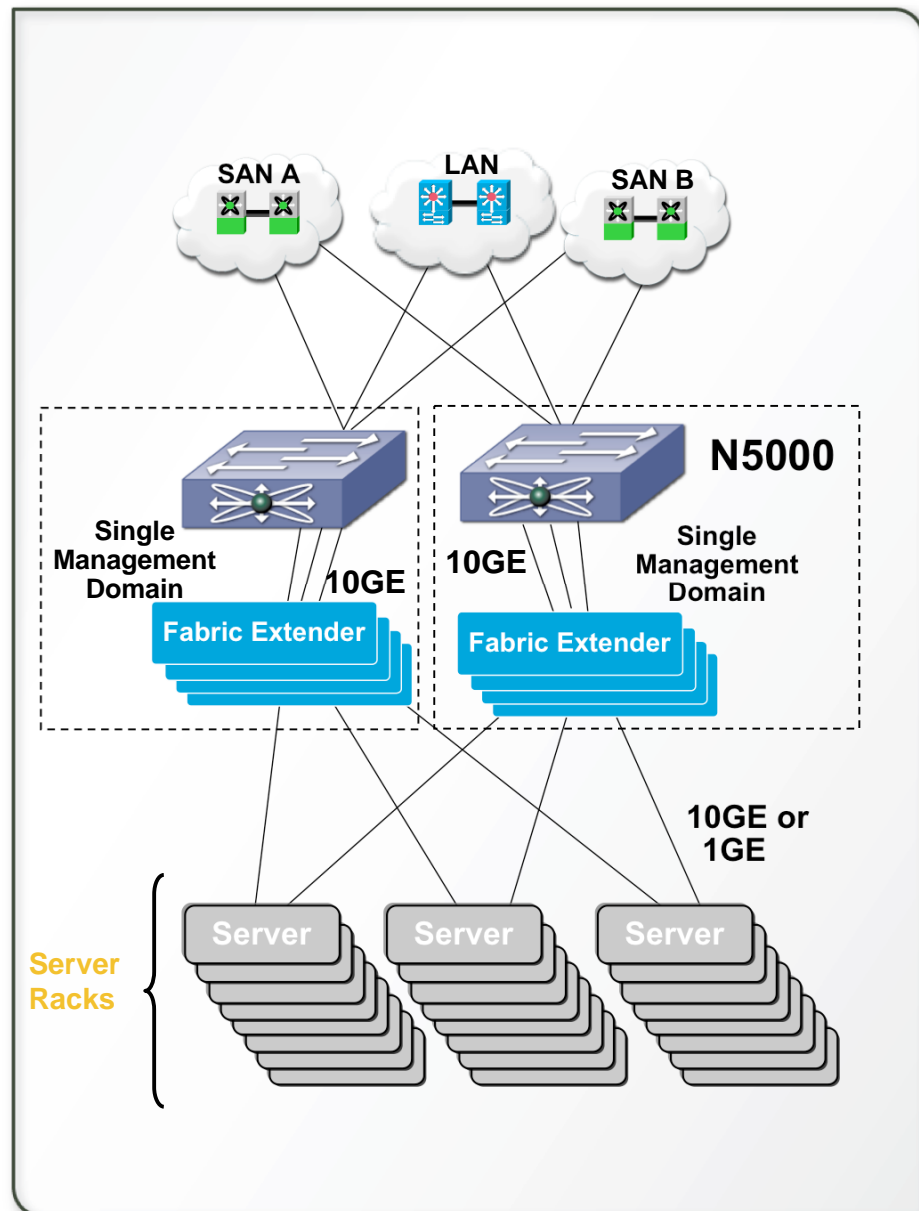 SAN A
LAN
SAN B
N5000
Single
Management
Domain
10GE
10GE
Single
Management
Domain
Fabric Extender
Fabric Extender
10GE or
1GE
Server
Racks
Server
Server
Server